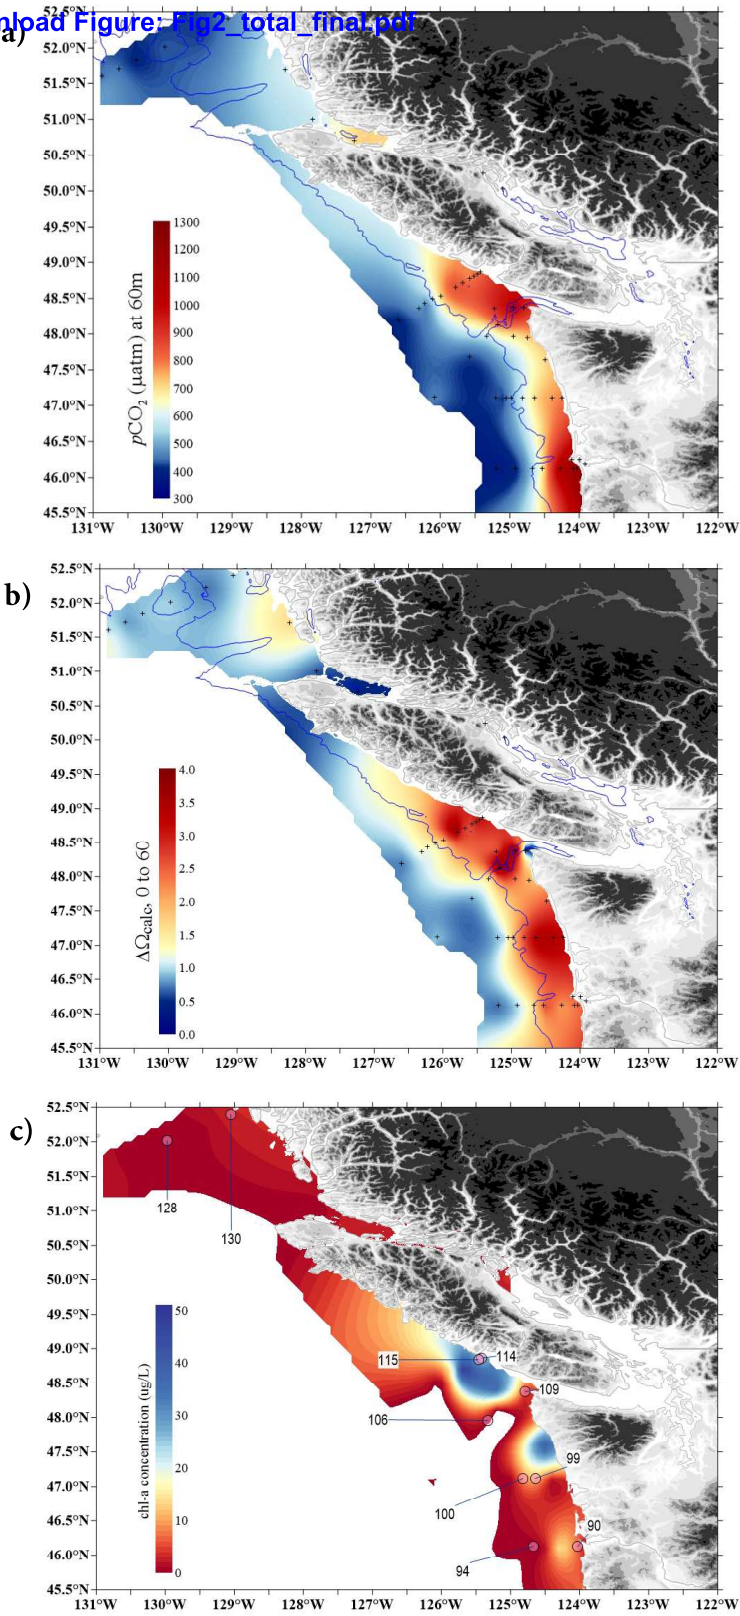 nload Figure: Fig2_total_final.pdf
a)
52.5°N
52.0°N
51.5°N
51.0°N
50.5°N
50.0°N
49.5°N
49.0°N
48.5°N
48.0°N
47.5°N
47.0°N
46.5°N
46.0°N
45.5°N
131°W 130°W 129°W 128°W 127°W 126°W 125°W 124°W 123°W 122°W
pCO2 (µatm) at 60m
1300
1200
1100
1000
900
800
700
600
500
400
300
b)
52.5°N
52.0°N
51.5°N
51.0°N
50.5°N
50.0°N
49.5°N
49.0°N
48.5°N
48.0°N
47.5°N
47.0°N
46.5°N
46.0°N
45.5°N
131°W 130°W 129°W 128°W 127°W 126°W 125°W 124°W 123°W 122°W
ΔΩcalc, 0 to 60
4.0
3.5
3.0
2.5
2.0
1.5
1.0
0.5
0.0
c)
52.5°N
52.0°N
51.5°N
51.0°N
50.5°N
50.0°N
49.5°N
49.0°N
48.5°N
48.0°N
47.5°N
47.0°N
46.5°N
46.0°N
45.5°N
131°W 130°W 129°W 128°W 127°W 126°W 125°W 124°W 123°W 122°W
chl-a concentration (ug/L)
50
40
30
20
10
0
128
130
115
114
109
106
99
100
90
94